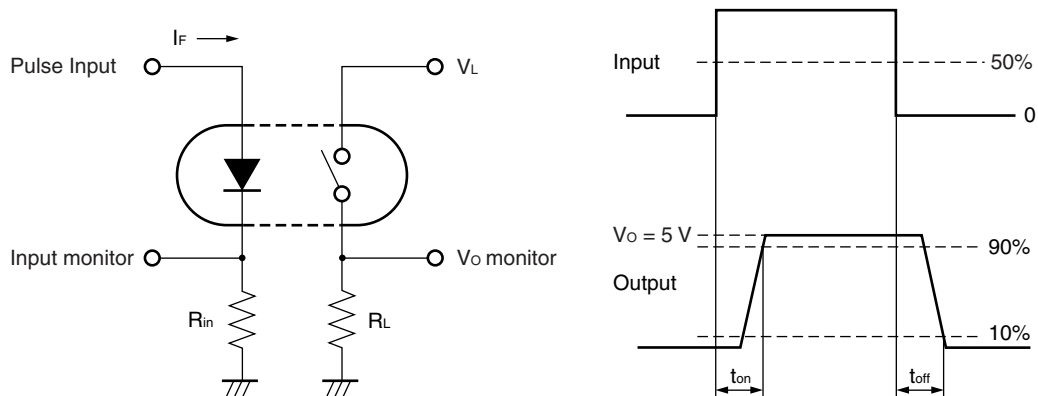 IF
Pulse Input
VL
Input monitor
VO monitor
Rin
RL
Input
50%
0
VO = 5 V
90%
Output
10%
ton
toff